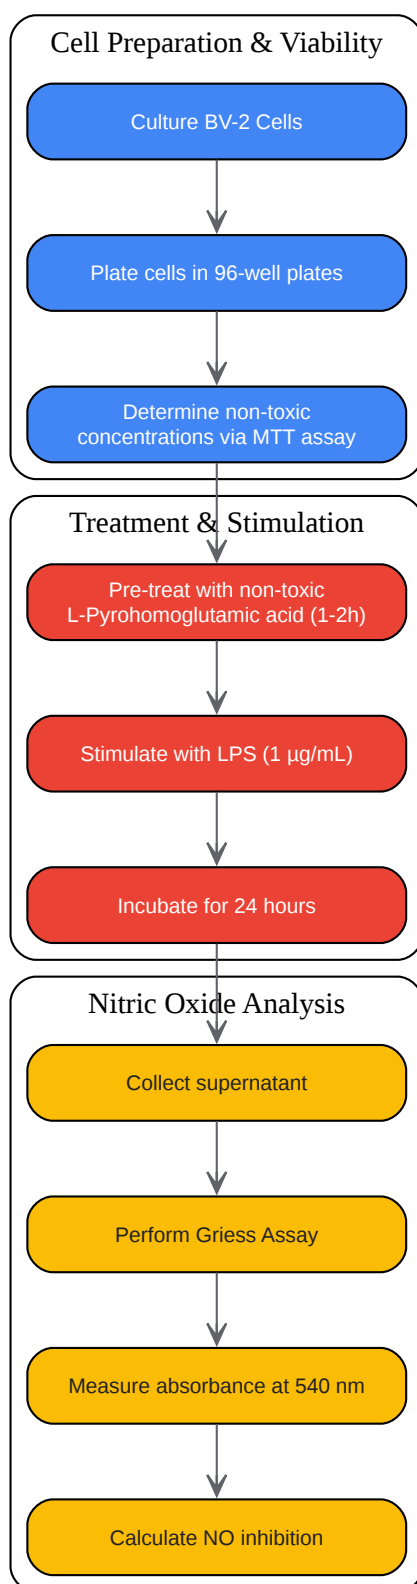 Cell Preparation & Viability
Culture BV-2 Cells
Plate cells in 96-well plates
Determine non-toxic
concentrations via MTT assay
Treatment & Stimulation
Pre-treat with non-toxic
L-Pyrohomoglutamic acid (1-2h)
Stimulate with LPS (1 µg/mL)
Incubate for 24 hours
Nitric Oxide Analysis
Collect supernatant
Perform Griess Assay
Measure absorbance at 540 nm
Calculate NO inhibition